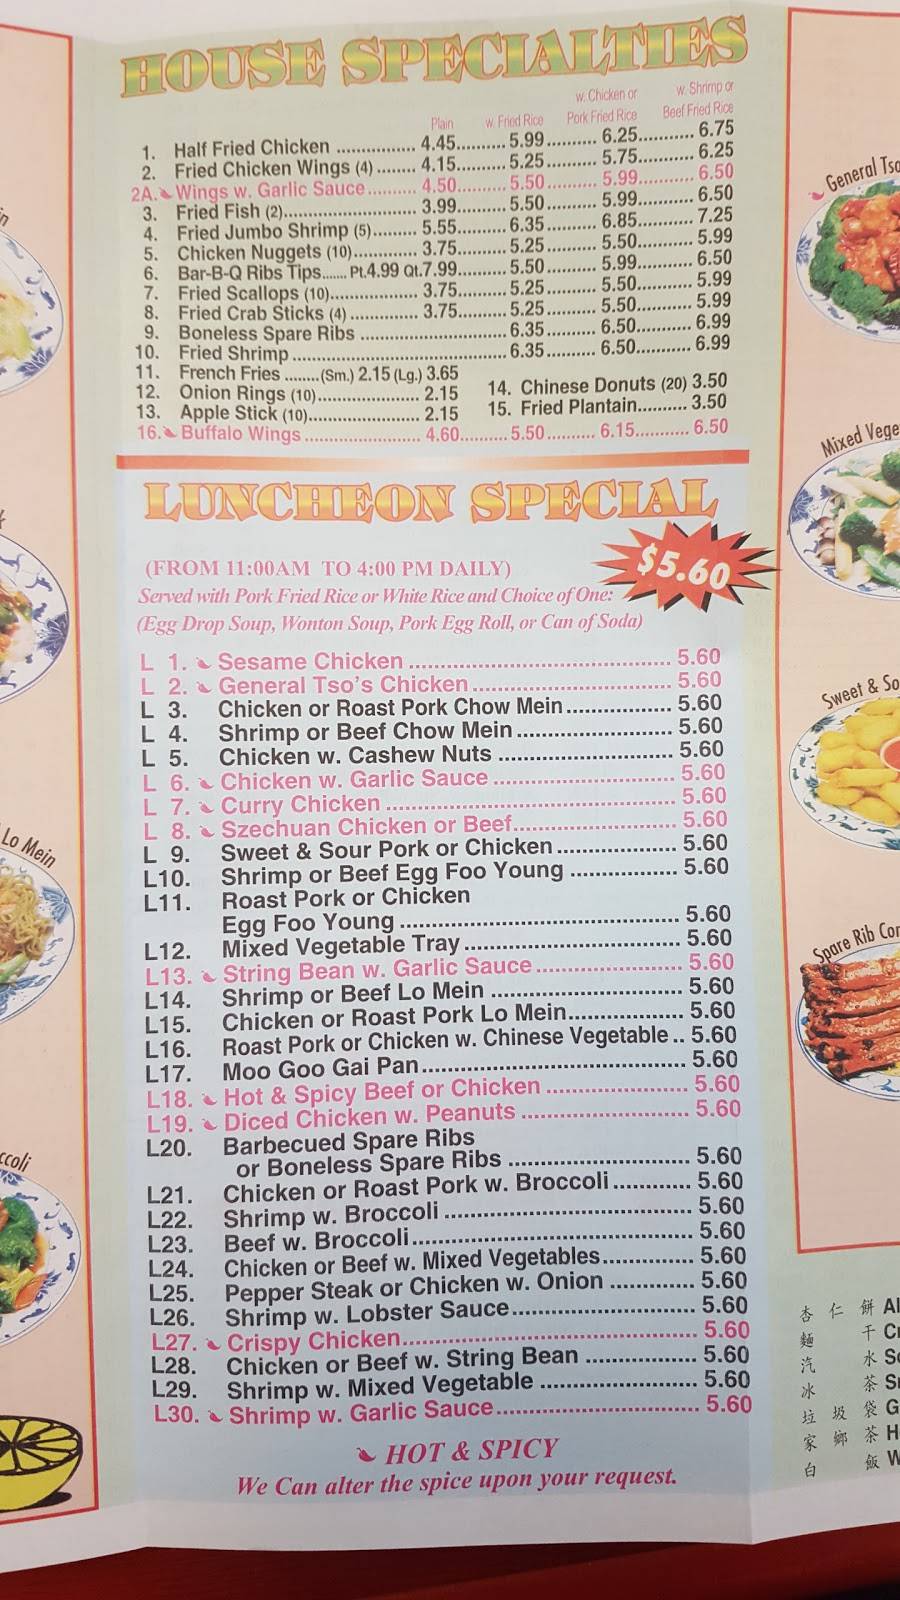 HOUSE SPECIALTIES
Plain w. Fried Rice w. Chicken or Pork Fried Rice w. Shrimp or Beef Fried Rice
1. Half Fried Chicken ................ 4.45.......... 5.99.......... 6.25........... 6.75
2. Fried Chicken Wings (4) ........ 4.15.......... 5.25.......... 5.75........... 6.25
2A. Wings w. Garlic Sauce.......... 4.50.......... 5.50.......... 5.99........... 6.50
3. Fried Fish (2)........................... 3.99.......... 5.50.......... 5.99........... 6.50
4. Fried Jumbo Shrimp (5)......... 5.55.......... 6.35.......... 6.85........... 7.25
5. Chicken Nuggets (10)............. 3.75.......... 5.25.......... 5.50........... 5.99
6. Bar-B-Q Ribs Tips....... Pt.4.99 Qt.7.99.......... 5.50.......... 5.99........... 6.50
7. Fried Scallops (10).................. 3.75.......... 5.25.......... 5.50........... 5.99
8. Fried Crab Sticks (4) .............. 3.75.......... 5.25.......... 5.50........... 5.99
9. Boneless Spare Ribs .............................. 6.35.......... 6.50........... 6.99
10. Fried Shrimp ............................................ 6.35.......... 6.50........... 6.99
11. French Fries ........(Sm.) 2.15 (Lg.) 3.65
12. Onion Rings (10)..................... 2.15 14. Chinese Donuts (20) 3.50
13. Apple Stick (10)....................... 2.15 15. Fried Plantain.......... 3.50
16. Buffalo Wings ........................ 4.60.......... 5.50.......... 6.15........... 6.50
LUNCHEON SPECIAL
$5.60
(FROM 11:00AM TO 4:00 PM DAILY)
Served with Pork Fried Rice or White Rice and Choice of One:
(Egg Drop Soup, Wonton Soup, Pork Egg Roll, or Can of Soda)
L 1. Sesame Chicken ........................................ 5.60
L 2. General Tso's Chicken .............................. 5.60
L 3. Chicken or Roast Pork Chow Mein ................ 5.60
L 4. Shrimp or Beef Chow Mein ........................ 5.60
L 5. Chicken w. Cashew Nuts ........................... 5.60
L 6. Chicken w. Garlic Sauce ............................ 5.60
L 7. Curry Chicken ............................................ 5.60
L 8. Szechuan Chicken or Beef......................... 5.60
L 9. Sweet & Sour Pork or Chicken .................. 5.60
L10. Shrimp or Beef Egg Foo Young ................ 5.60
L11. Roast Pork or Chicken
Egg Foo Young .......................................... 5.60
L12. Mixed Vegetable Tray ................................ 5.60
L13. String Bean w. Garlic Sauce ...................... 5.60
L14. Shrimp or Beef Lo Mein ............................. 5.60
L15. Chicken or Roast Pork Lo Mein.................. 5.60
L16. Roast Pork or Chicken w. Chinese Vegetable .. 5.60
L17. Moo Goo Gai Pan ........................................ 5.60
L18. Hot & Spicy Beef or Chicken ..................... 5.60
L19. Diced Chicken w. Peanuts ......................... 5.60
L20. Barbecued Spare Ribs
or Boneless Spare Ribs ........................... 5.60
L21. Chicken or Roast Pork w. Broccoli............ 5.60
L22. Shrimp w. Broccoli ..................................... 5.60
L23. Beef w. Broccoli.......................................... 5.60
L24. Chicken or Beef w. Mixed Vegetables.............. 5.60
L25. Pepper Steak or Chicken w. Onion ............ 5.60
L26. Shrimp w. Lobster Sauce........................... 5.60
L27. Crispy Chicken........................................... 5.60
L28. Chicken or Beef w. String Bean ................ 5.60
L29. Shrimp w. Mixed Vegetable ....................... 5.60
L30. Shrimp w. Garlic Sauce............................. 5.60
HOT & SPICY
We Can alter the spice upon your request.
Lo Mein
General Tso
Mixed Vege
Sweet & So
Spare Rib Con
杏仁餅 Al
麵干 Cr
汽水 So
冰茶
垃圾袋 G
家鄉茶 H
白飯 W